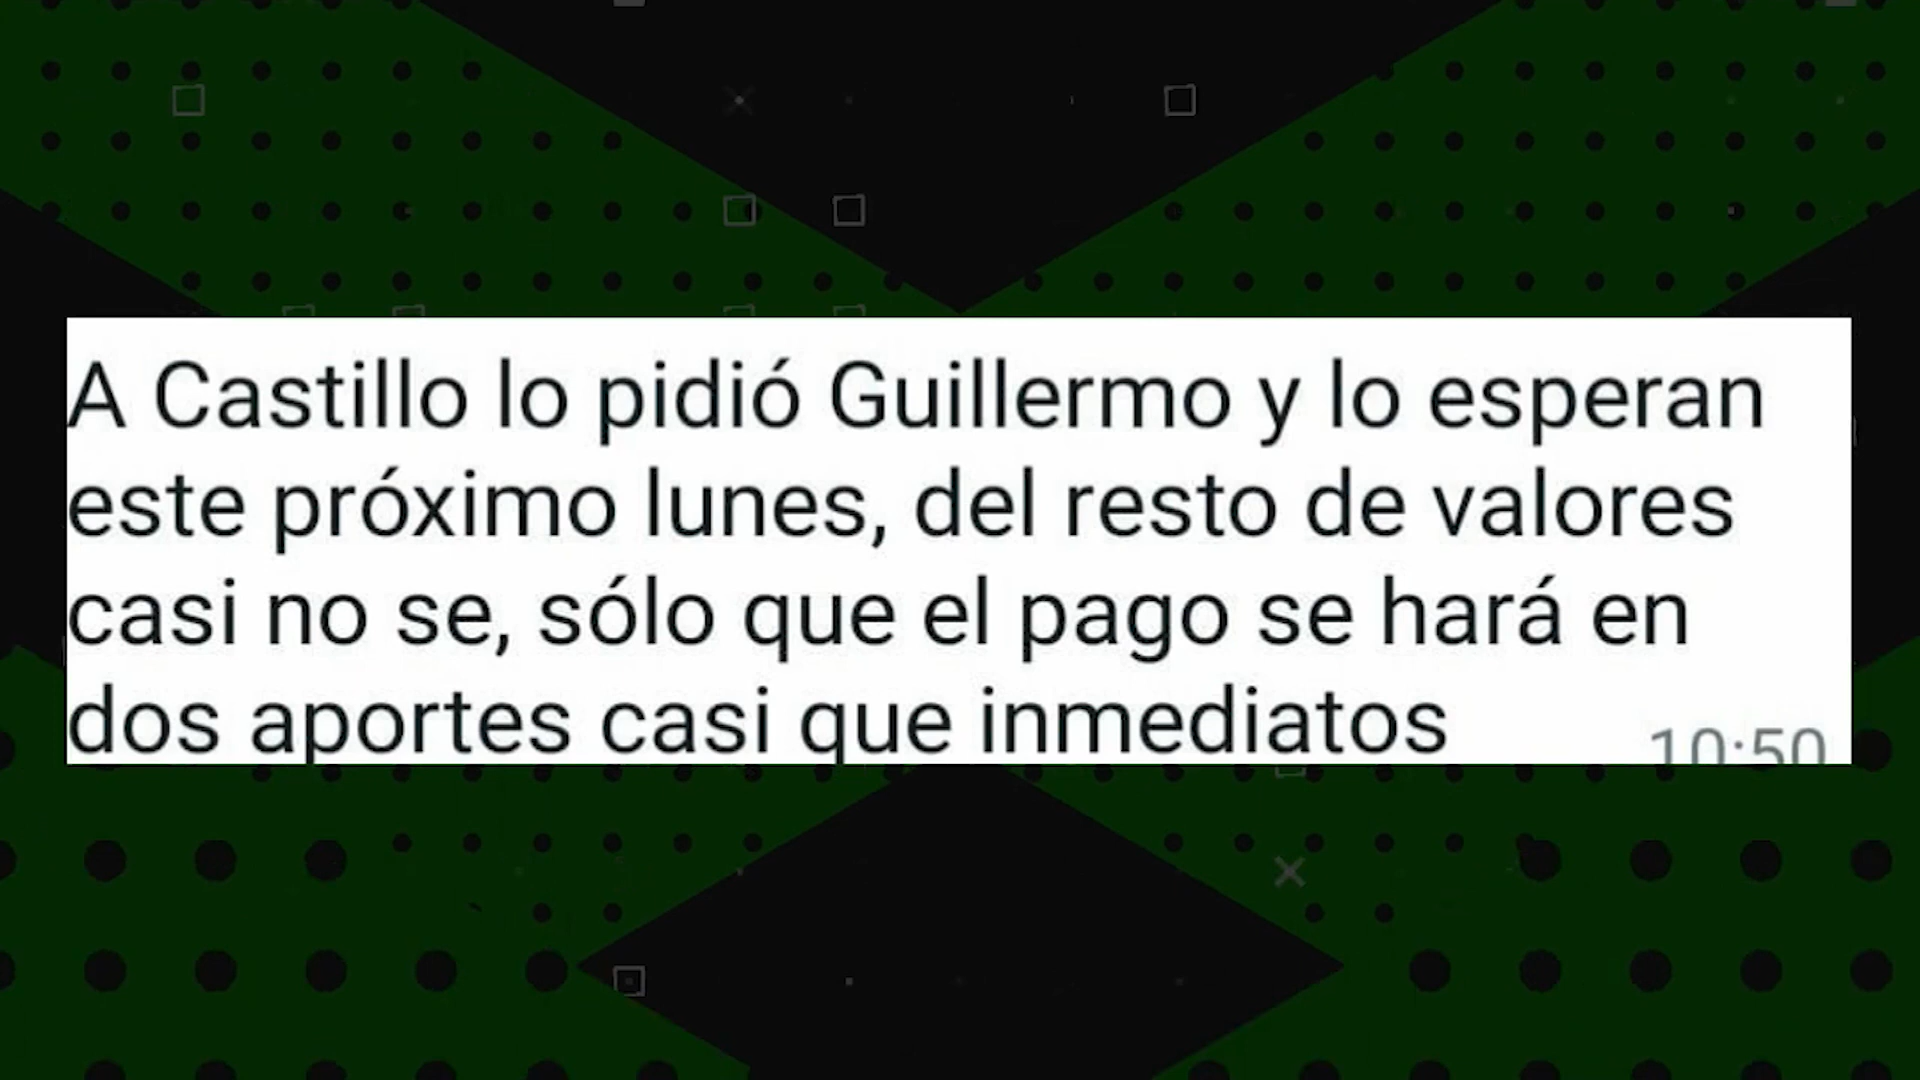 A Castillo lo pidió Guillermo y lo esperan
este próximo lunes, del resto de valores
casi no se, sólo que el pago se hará en
dos aportes casi que inmediatos
10:50